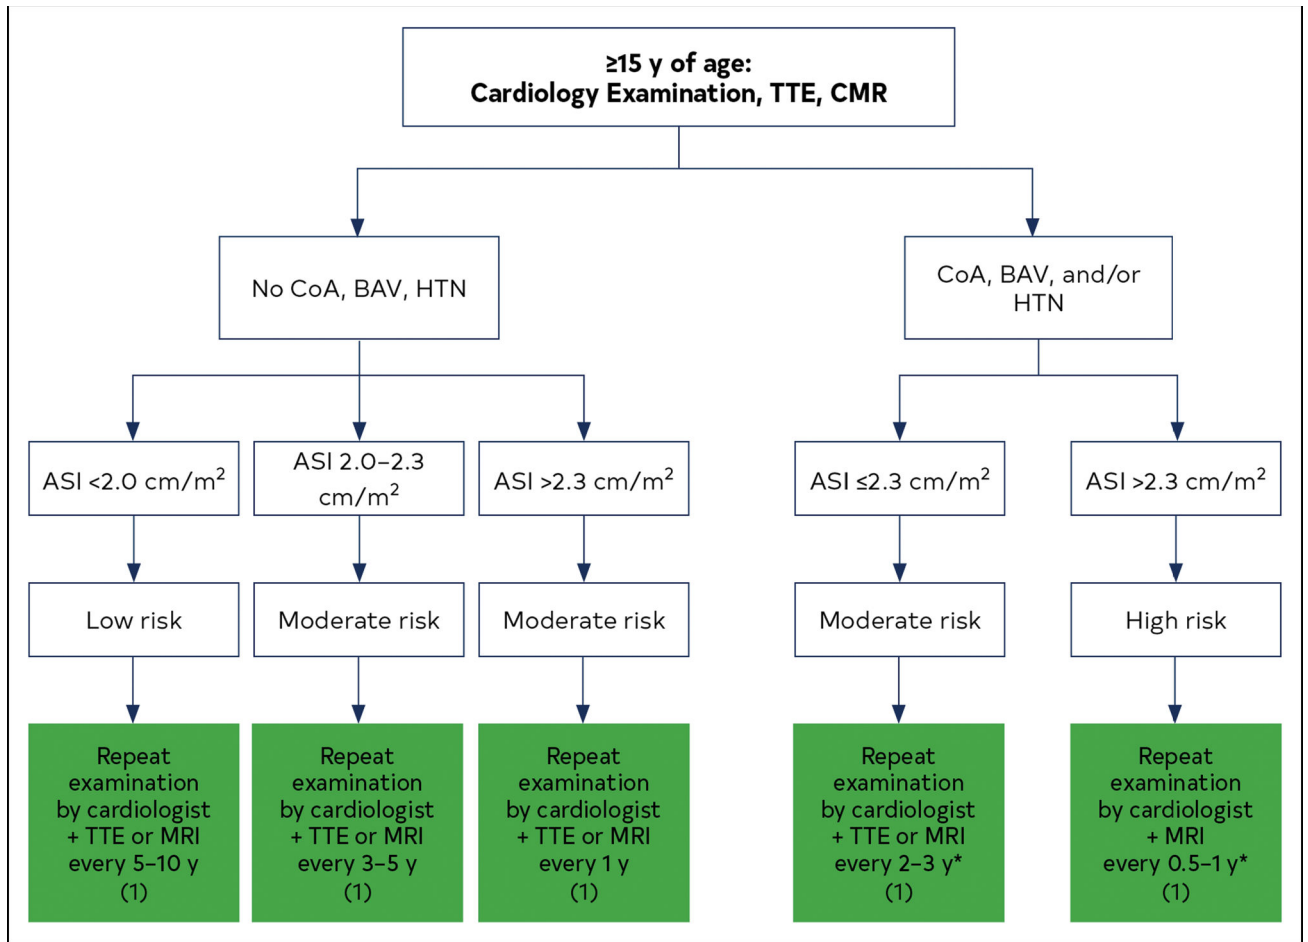 ≥15 y of age:
Cardiology Examination, TTE, CMR
No CoA, BAV, HTN
CoA, BAV, and/or
HTN
ASI <2.0 cm/m²
ASI 2.0–2.3
cm/m²
ASI >2.3 cm/m²
ASI ≤2.3 cm/m²
ASI >2.3 cm/m²
Low risk
Moderate risk
Moderate risk
Moderate risk
High risk
Repeat
examination
by cardiologist
+ TTE or MRI
every 5–10 y
(1)
Repeat
examination
by cardiologist
+ TTE or MRI
every 3–5 y
(1)
Repeat
examination
by cardiologist
+ TTE or MRI
every 1 y
(1)
Repeat
examination
by cardiologist
+ TTE or MRI
every 2–3 y*
(1)
Repeat
examination
by cardiologist
+ MRI
every 0.5–1 y*
(1)